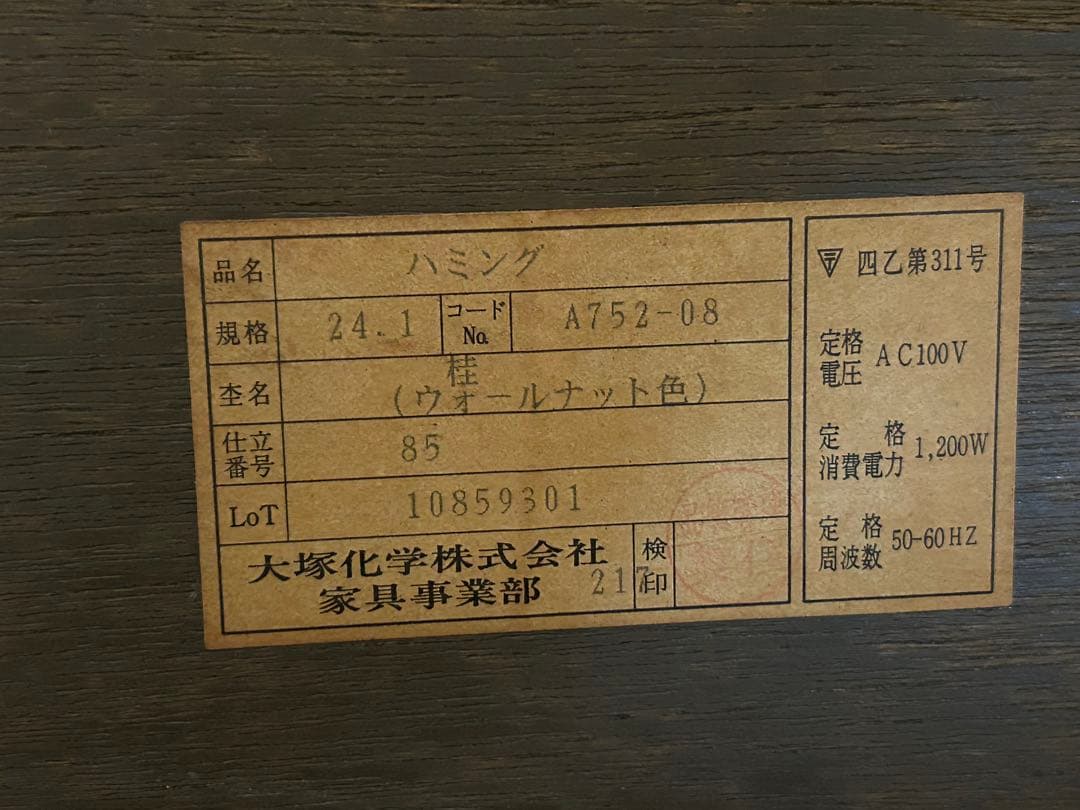 品名 ハミング
規格 24.1 コードNo. A752-08
杢名 桂
(ウォールナット色)
仕立番号 85
LoT 10859301
大塚化学株式会社
家具事業部 217
検印
〒 四乙第311号
定格電圧 AC100V
定格消費電力 1,200W
定格周波数 50-60HZ